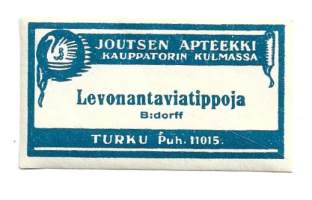 JOUTSEN APTEEKKI
KAUPPATORIN KULMASSA
Levonantaviatippoja
B:dorff
TURKU Puh. 11015.